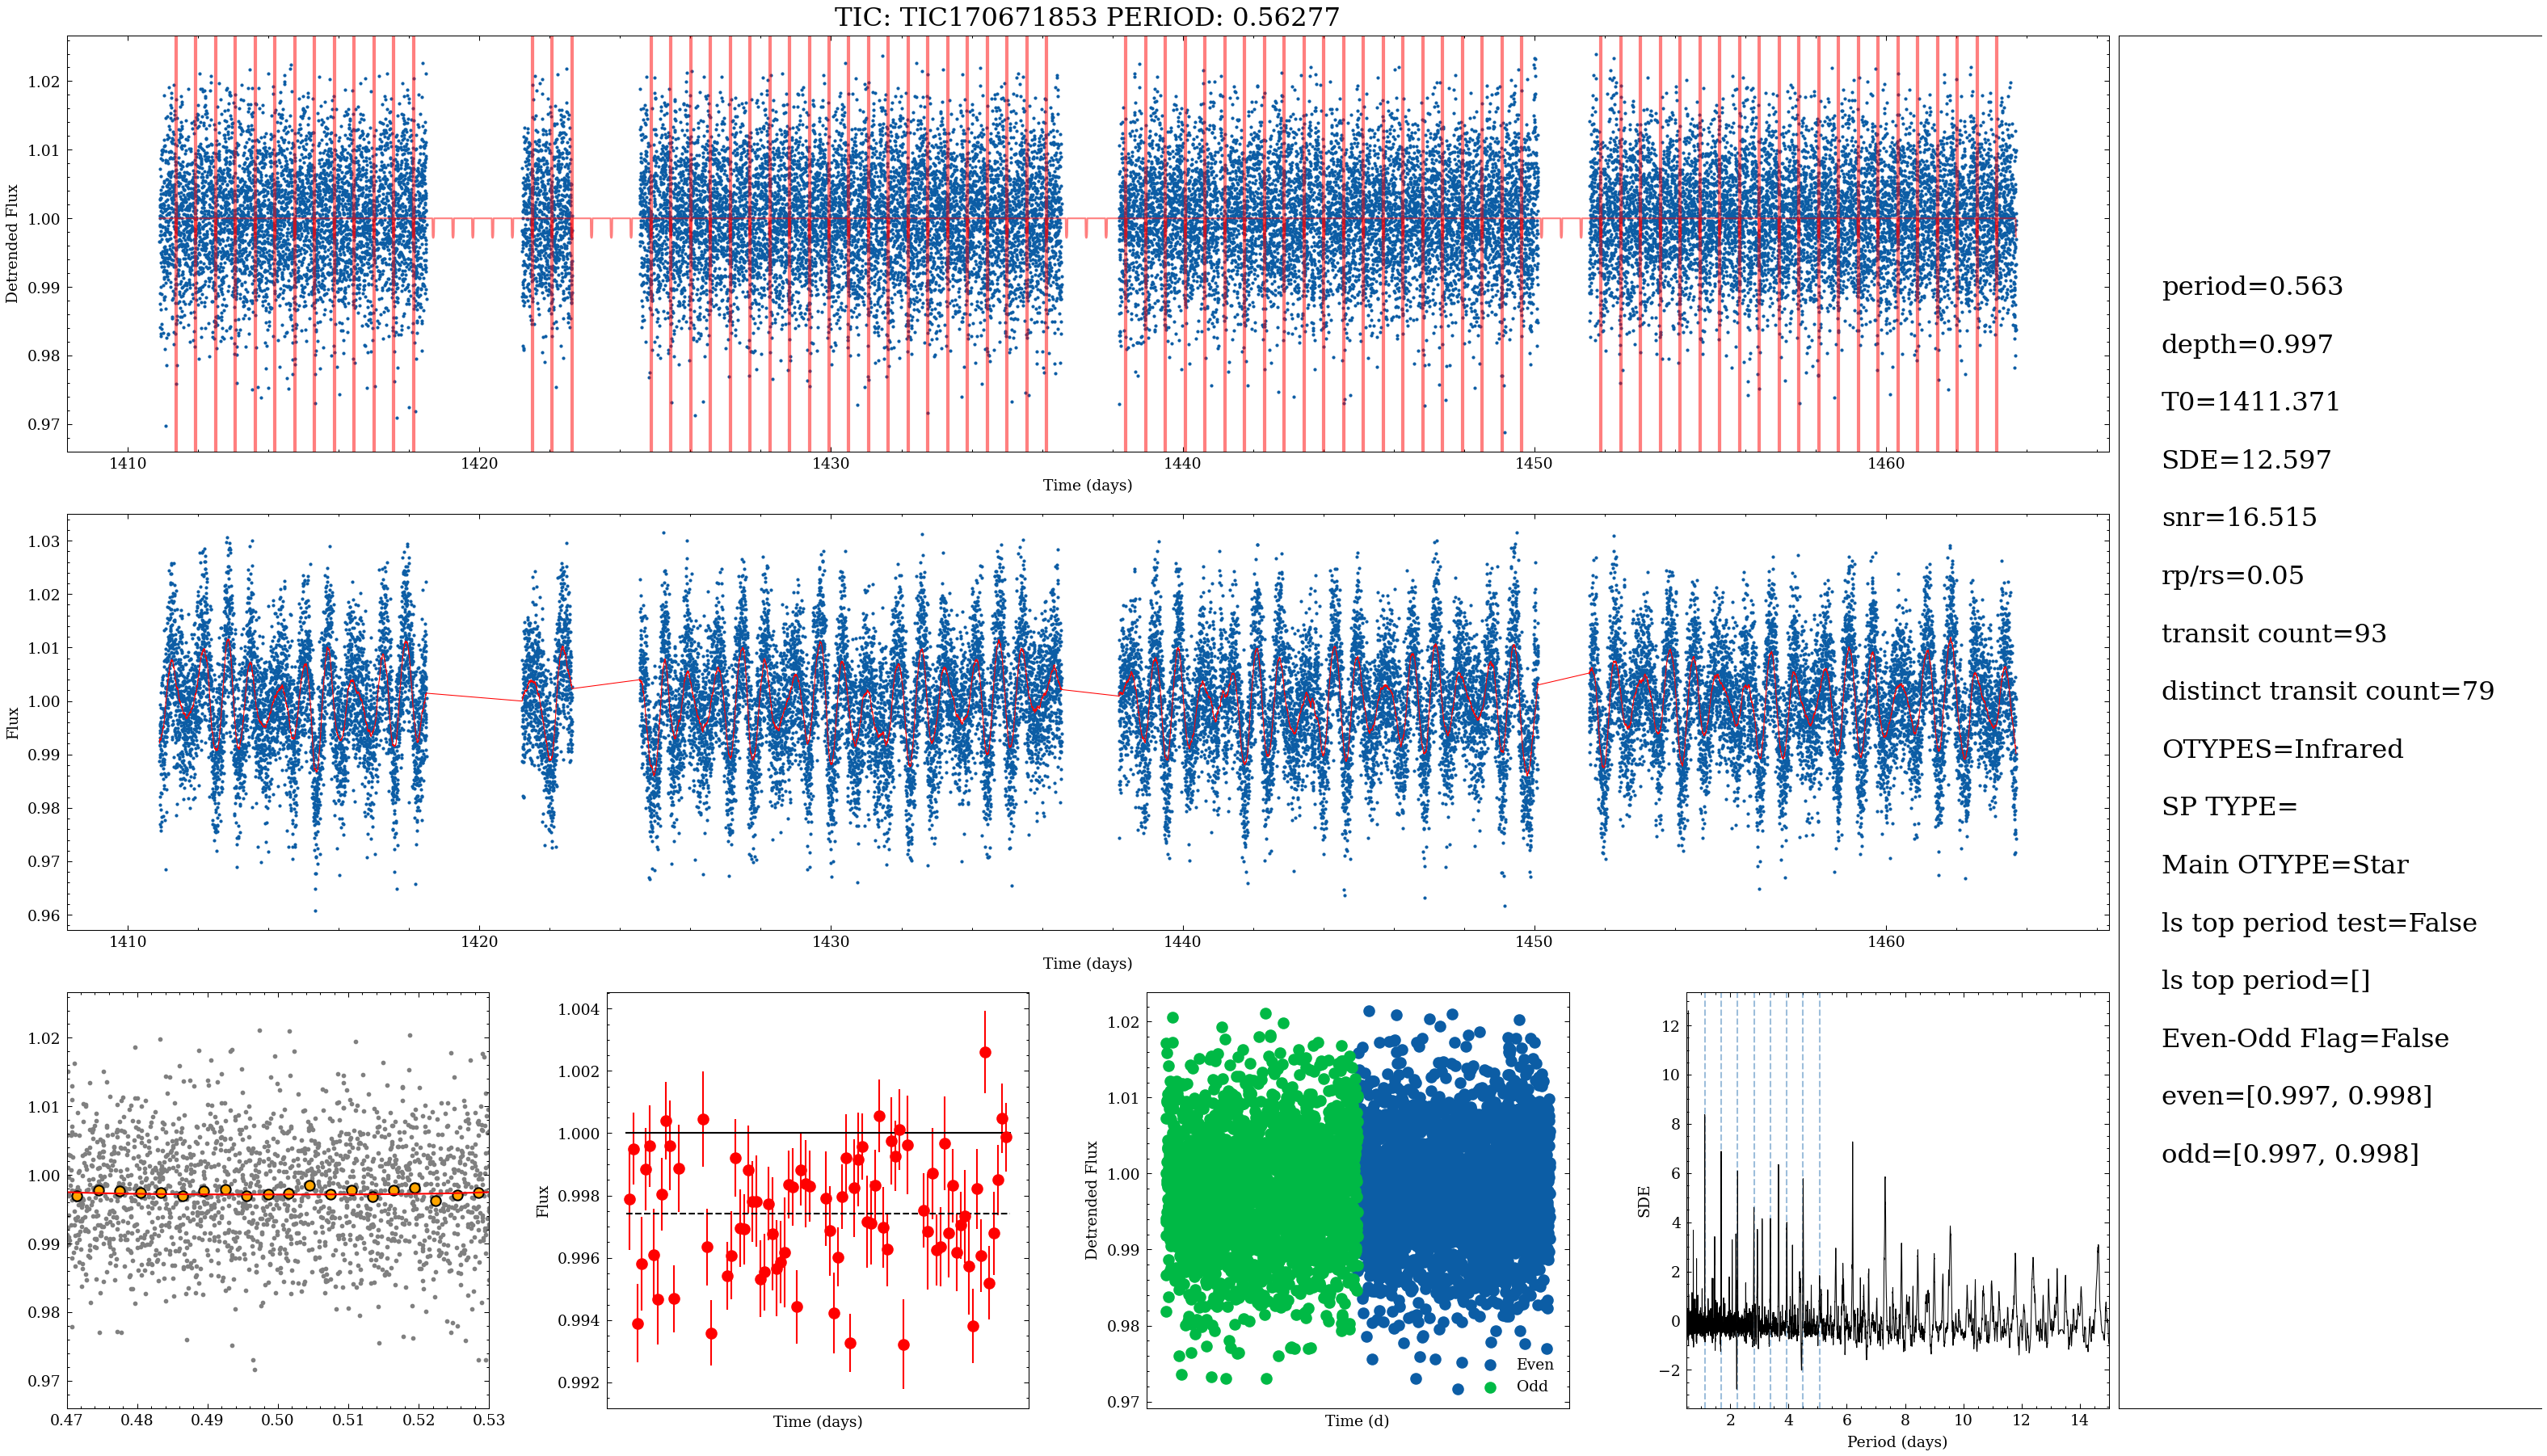 TIC: TIC170671853 PERIOD: 0.56277
1.02
1.01
1.00
0.99
0.98
0.97
Detrended Flux
1410 1420 1430 1440 1450 1460
Time (days)
1.03
1.02
1.01
1.00
0.99
0.98
0.97
0.96
Flux
1410 1420 1430 1440 1450 1460
Time (days)
1.02
1.01
1.00
0.99
0.98
0.97
0.47 0.48 0.49 0.50 0.51 0.52 0.53
1.004
1.002
1.000
0.998
0.996
0.994
0.992
Flux
Time (days)
1.02
1.01
1.00
0.99
0.98
0.97
Detrended Flux
Even
Odd
Time (d)
12
10
8
6
4
2
0
−2
SDE
2 4 6 8 10 12 14
Period (days)
period=0.563
depth=0.997
T0=1411.371
SDE=12.597
snr=16.515
rp/rs=0.05
transit count=93
distinct transit count=79
OTYPES=Infrared
SP TYPE=
Main OTYPE=Star
ls top period test=False
ls top period=[]
Even-Odd Flag=False
even=[0.997, 0.998]
odd=[0.997, 0.998]